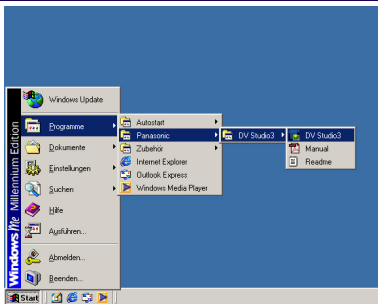 Windows Update
Programme
Dokumente
Einstellungen
Suchen
Hilfe
Ausführen...
Abmelden...
Beenden...
Windows Me Millennium Edition
Autostart
Panasonic
Zubehör
Internet Explorer
Outlook Express
Windows Media Player
DV Studio3
DV Studio3
Manual
Readme
Start